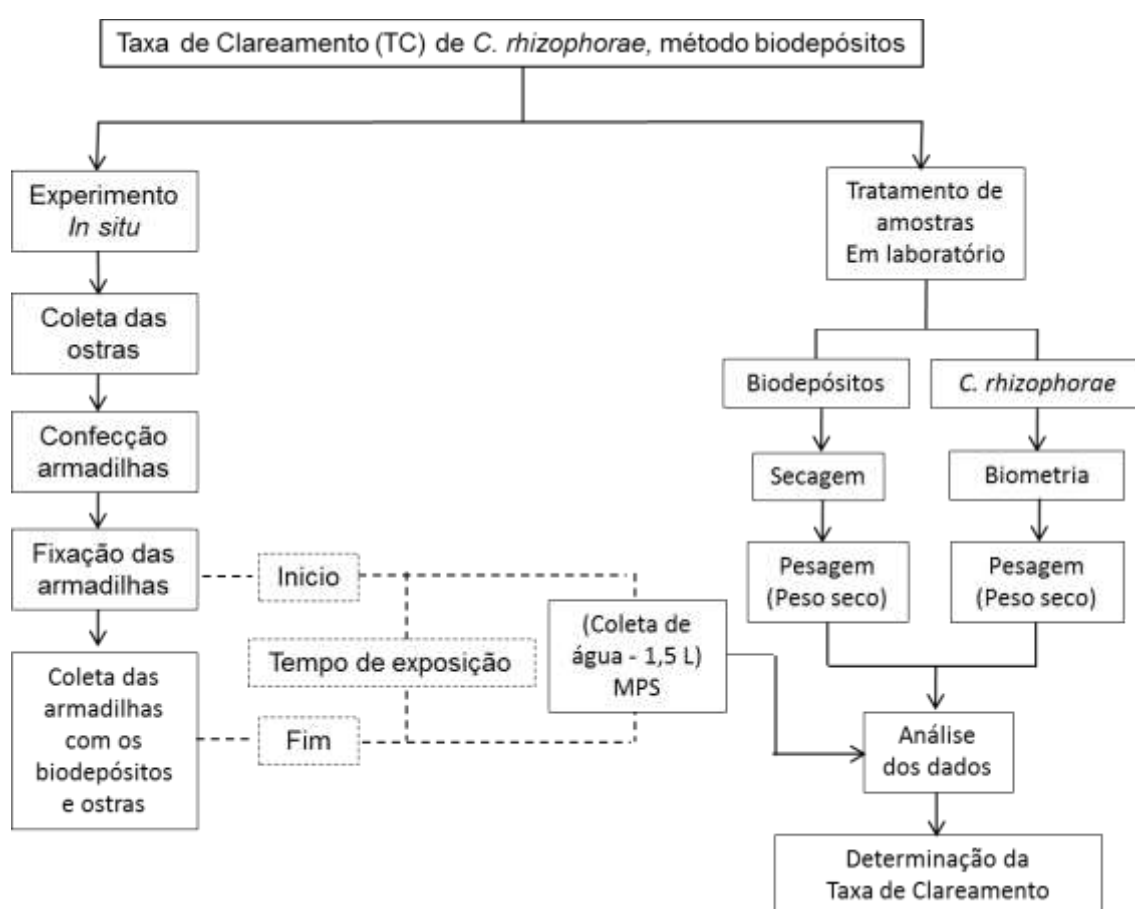 Taxa de Clareamento (TC) de C. rhizophorae, método biodepósitos
Experimento
In situ
Coleta das
ostras
Confecção
armadilhas
Fixação das
armadilhas
Coleta das
armadilhas
com os
biodepósitos
e ostras
Inicio
Tempo de exposição
Fim
(Coleta de
água - 1,5 L)
MPS
Tratamento de
amostras
Em laboratório
Biodepósitos
Secagem
Pesagem
(Peso seco)
C. rhizophorae
Biometria
Pesagem
(Peso seco)
Análise
dos dados
Determinação da
Taxa de Clareamento